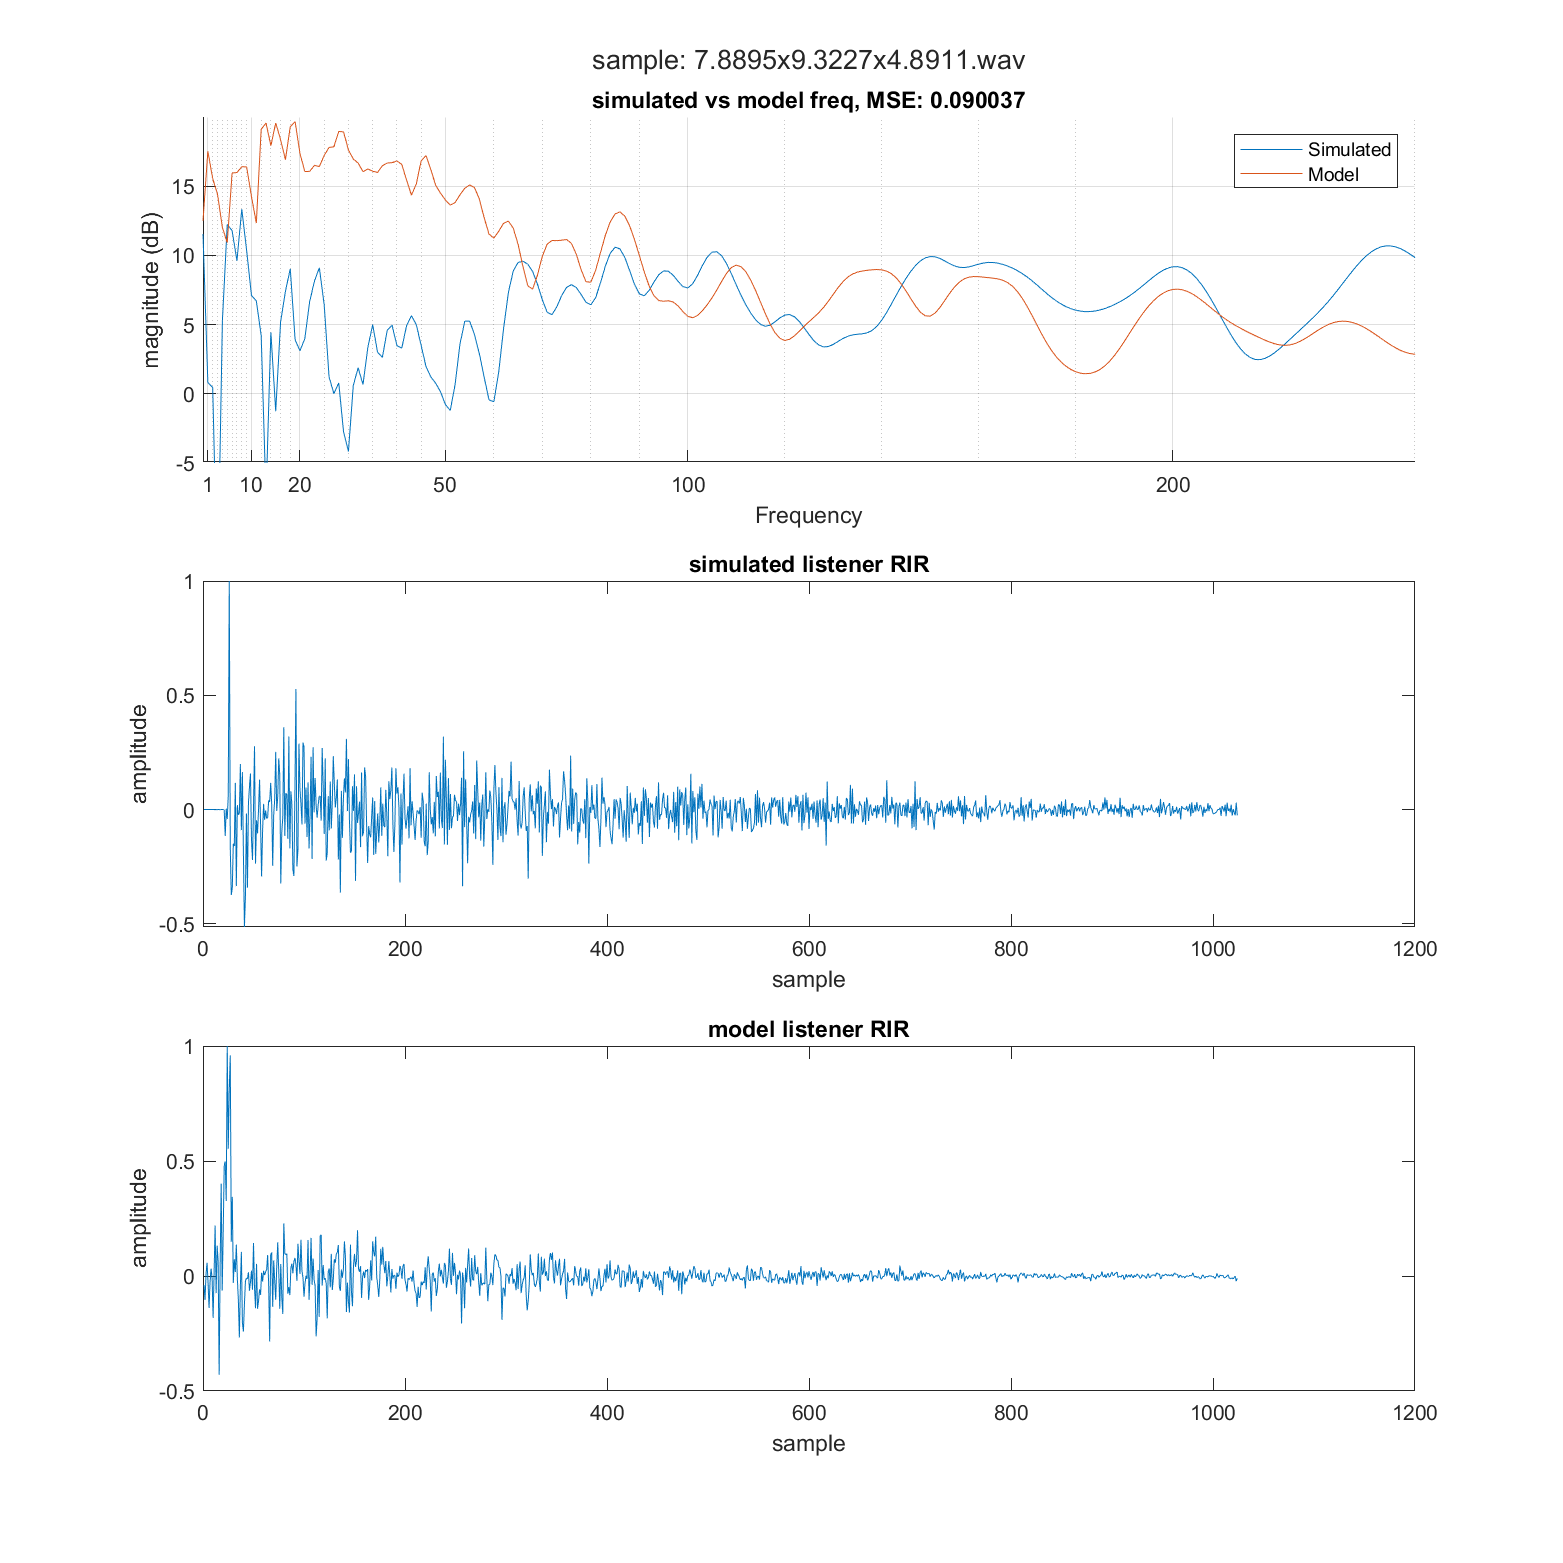 sample: 7.8895x9.3227x4.8911.wav
simulated vs model freq, MSE: 0.090037
Simulated
Model
15
10
5
0
-5
magnitude (dB)
1 10 20 50 100 200
Frequency
simulated listener RIR
1
0.5
0
-0.5
amplitude
0 200 400 600 800 1000 1200
sample
model listener RIR
1
0.5
0
-0.5
amplitude
0 200 400 600 800 1000 1200
sample